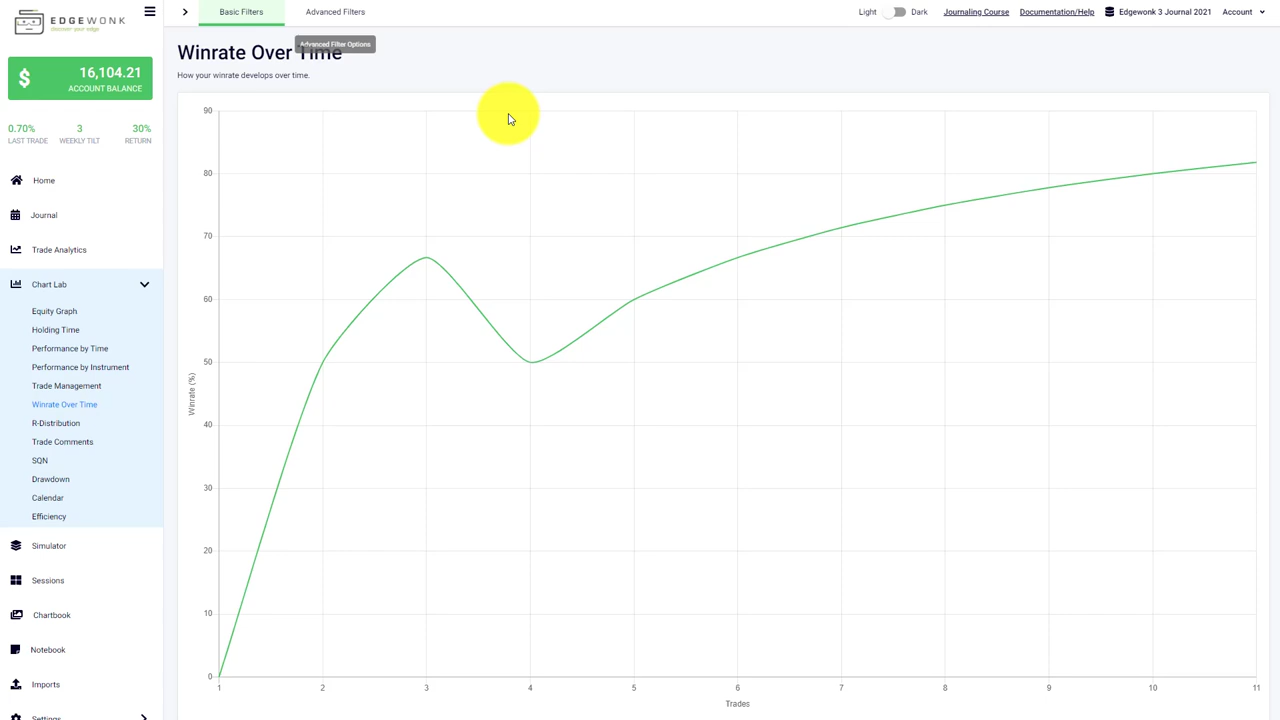 EDGEWONK
discover your edge
Basic Filters
Advanced Filters
Light
Dark
Journaling Course
Documentation/Help
Edgewonk 3 Journal 2021
Account
Advanced Filter Options
Winrate Over Time
How your winrate develops over time.
$
16,104.21
ACCOUNT BALANCE
0.70%
LAST TRADE
3
WEEKLY TILT
30%
RETURN
Home
Journal
Trade Analytics
Chart Lab
Equity Graph
Holding Time
Performance by Time
Performance by Instrument
Trade Management
Winrate Over Time
R-Distribution
Trade Comments
SQN
Drawdown
Calendar
Efficiency
Simulator
Sessions
Chartbook
Notebook
Imports
Settings
90
80
70
60
50
40
30
20
10
0
Winrate (%)
1 2 3 4 5 6 7 8 9 10 11
Trades